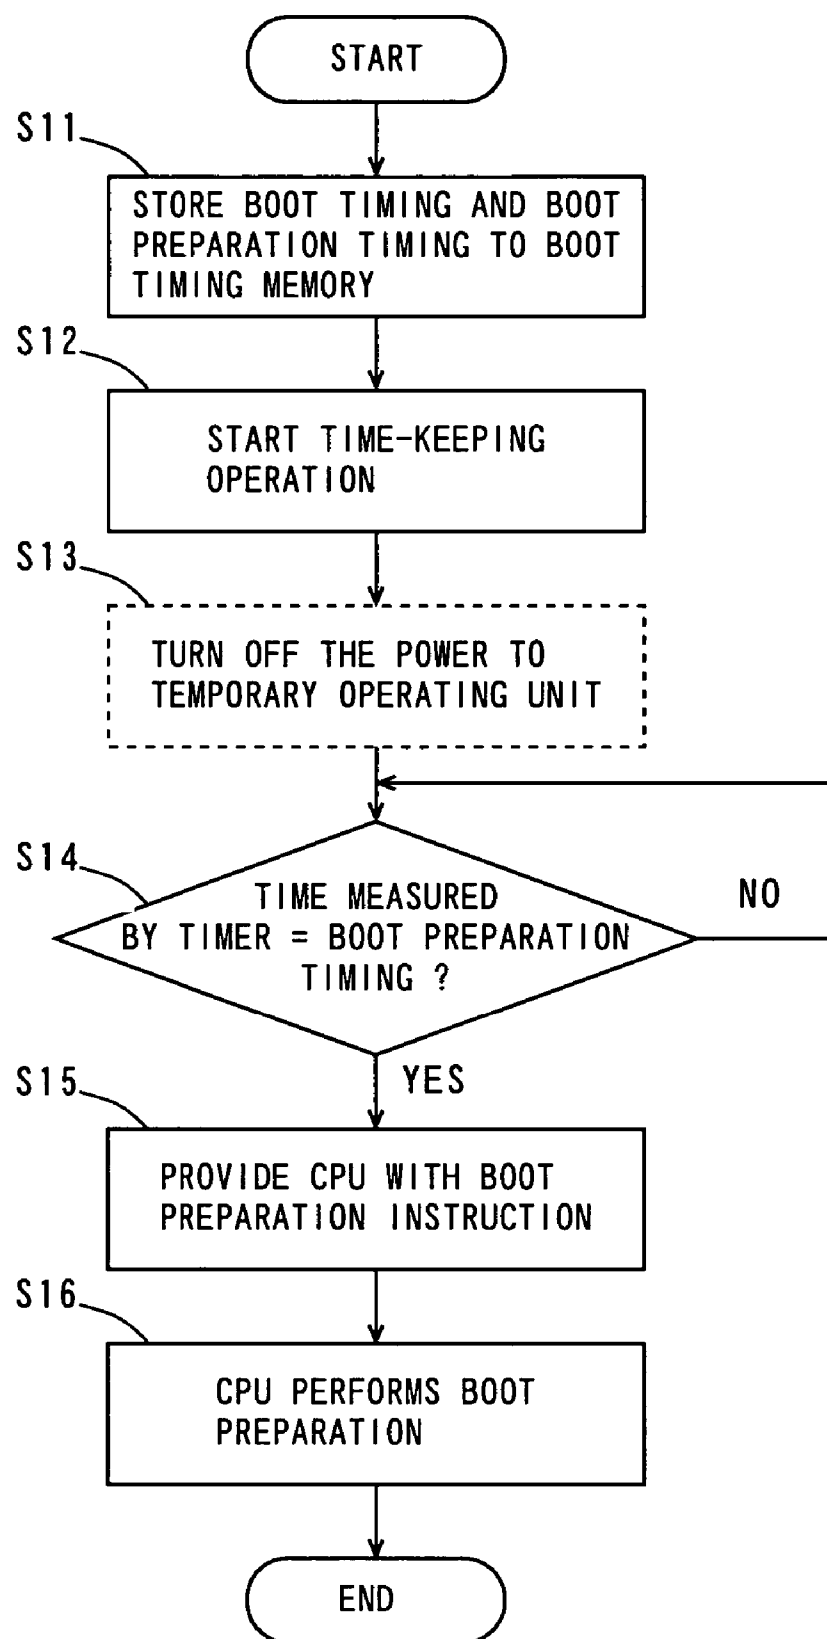 START
S11
STORE BOOT TIMING AND BOOT
PREPARATION TIMING TO BOOT
TIMING MEMORY
S12
START TIME-KEEPING
OPERATION
S13
TURN OFF THE POWER TO
TEMPORARY OPERATING UNIT
S14
TIME MEASURED
BY TIMER = BOOT PREPARATION
TIMING ?
NO
YES
S15
PROVIDE CPU WITH BOOT
PREPARATION INSTRUCTION
S16
CPU PERFORMS BOOT
PREPARATION
END